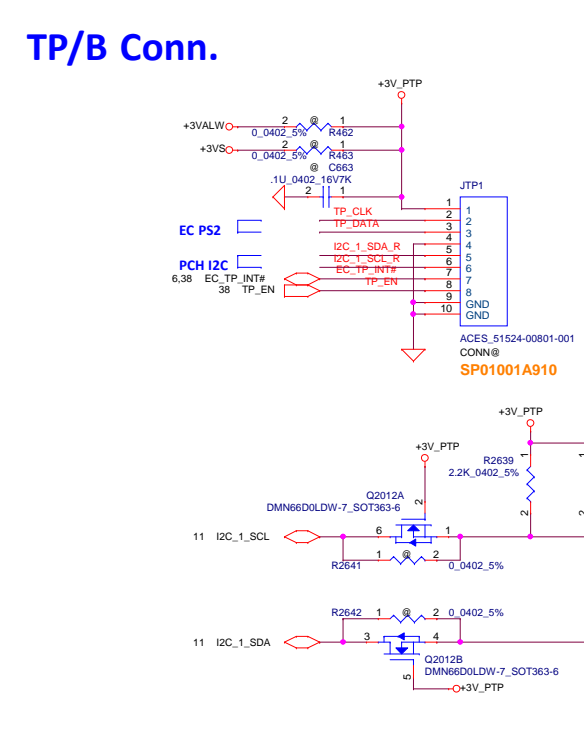 TP/B Conn.
+3V_PTP
+3VALW 2 @ 1
0_0402_5% R462
+3VS 2 @ 1
0_0402_5% R463
@ C663
.1U_0402_16V7K
2 1
JTP1
TP_CLK 1 1
TP_DATA 2 2
EC PS2 3 3
4 4
I2C_1_SDA_R 5 5
I2C_1_SCL_R 6 6
PCH I2C EC_TP_INT# 7 7
6,38 EC_TP_INT# TP_EN 8 8
38 TP_EN 9 GND
10 GND
ACES_51524-00801-001
CONN@
SP01001A910
+3V_PTP
+3V_PTP
R2639
2.2K_0402_5%
1
2
1
2
Q2012A
DMN66D0LDW-7_SOT363-6
2
11 I2C_1_SCL 6 1
1 @ 2
R2641 0_0402_5%
R2642 1 @ 2 0_0402_5%
11 I2C_1_SDA 3 4
Q2012B
DMN66D0LDW-7_SOT363-6
5
+3V_PTP